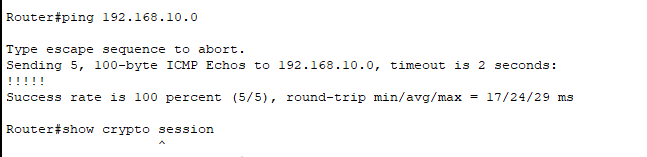 Router#ping 192.168.10.0
Type escape sequence to abort.
Sending 5, 100-byte ICMP Echos to 192.168.10.0, timeout is 2 seconds:
!!!!!
Success rate is 100 percent (5/5), round-trip min/avg/max = 17/24/29 ms
Router#show crypto session
^